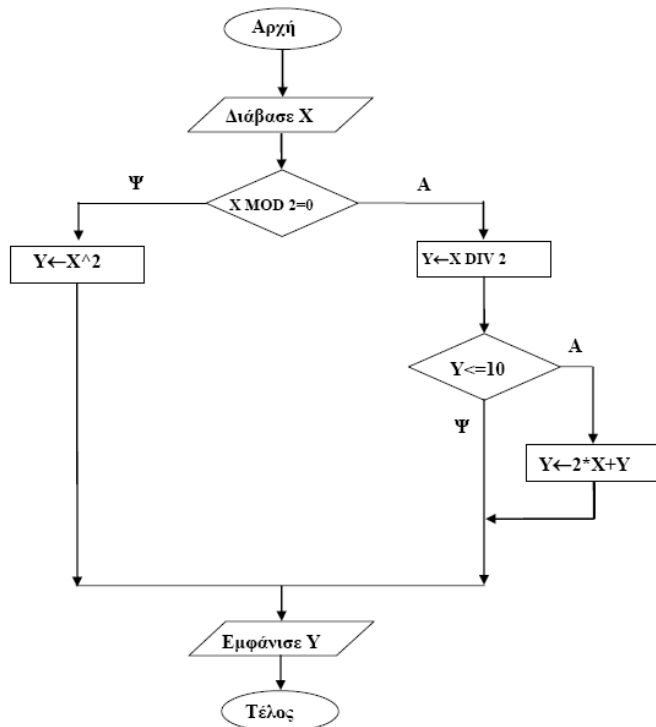 Αρχή
Διάβασε X
Ψ
Α
X MOD 2=0
Y←X^2
Y←X DIV 2
Α
Y<=10
Ψ
Y←2*X+Y
Εμφάνισε Y
Τέλος